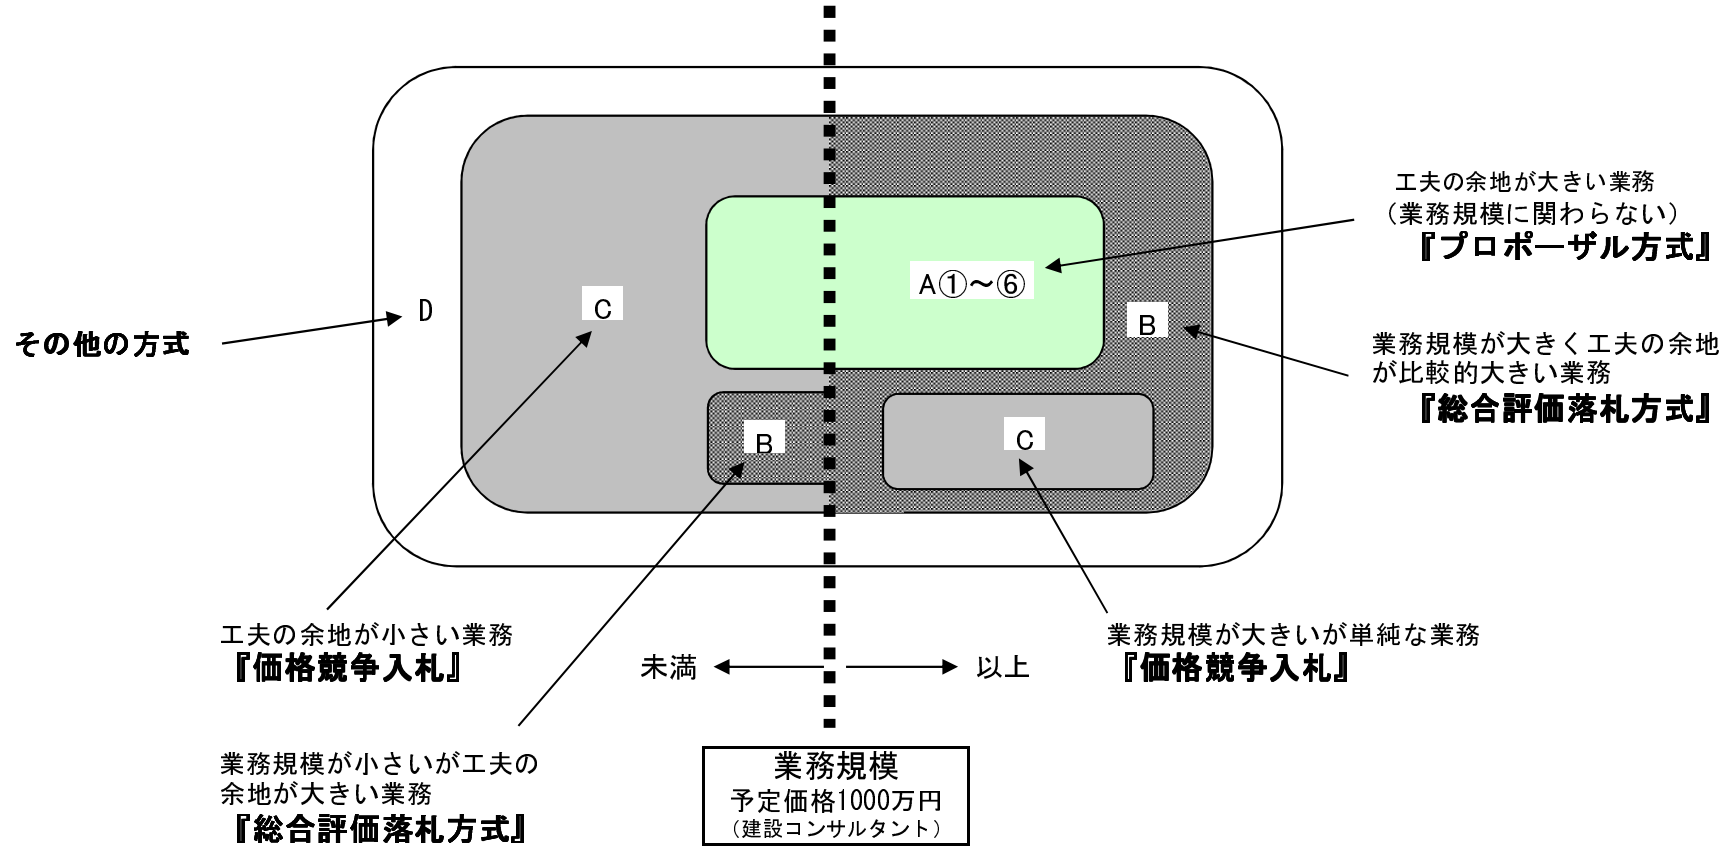 工夫の余地が大きい業務
（業務規模に関わらない）
『プロポーザル方式』
A①～⑥
C
D
B
その他の方式
業務規模が大きく工夫の余地
が比較的大きい業務
『総合評価落札方式』
B
C
工夫の余地が小さい業務
『価格競争入札』
未満
以上
業務規模が大きいが単純な業務
『価格競争入札』
業務規模が小さいが工夫の
余地が大きい業務
『総合評価落札方式』
業務規模
予定価格1000万円
（建設コンサルタント）